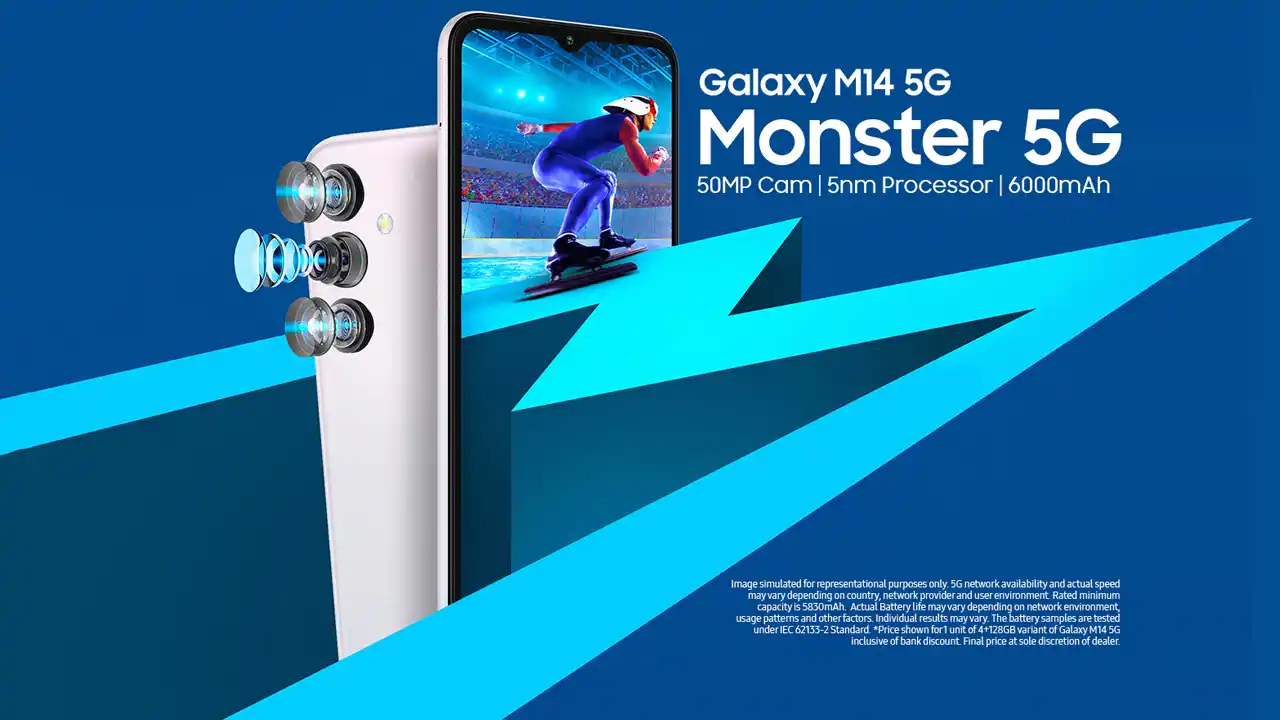 Galaxy M14 5G
Monster 5G
50MP Cam | 5nm Processor | 6000mAh
Image simulated for representational purposes only. 5G network availability and actual speed
may vary depending on country, network provider and user environment. Rated minimum
capacity is 5830mAh. Actual Battery life may vary depending on network environment,
usage patterns and other factors. Individual results may vary. The battery samples are tested
under IEC 62133-2 Standard. *Price shown for 1 unit of 4+128GB variant of Galaxy M14 5G
inclusive of bank discount. Final price at sole discretion of dealer.